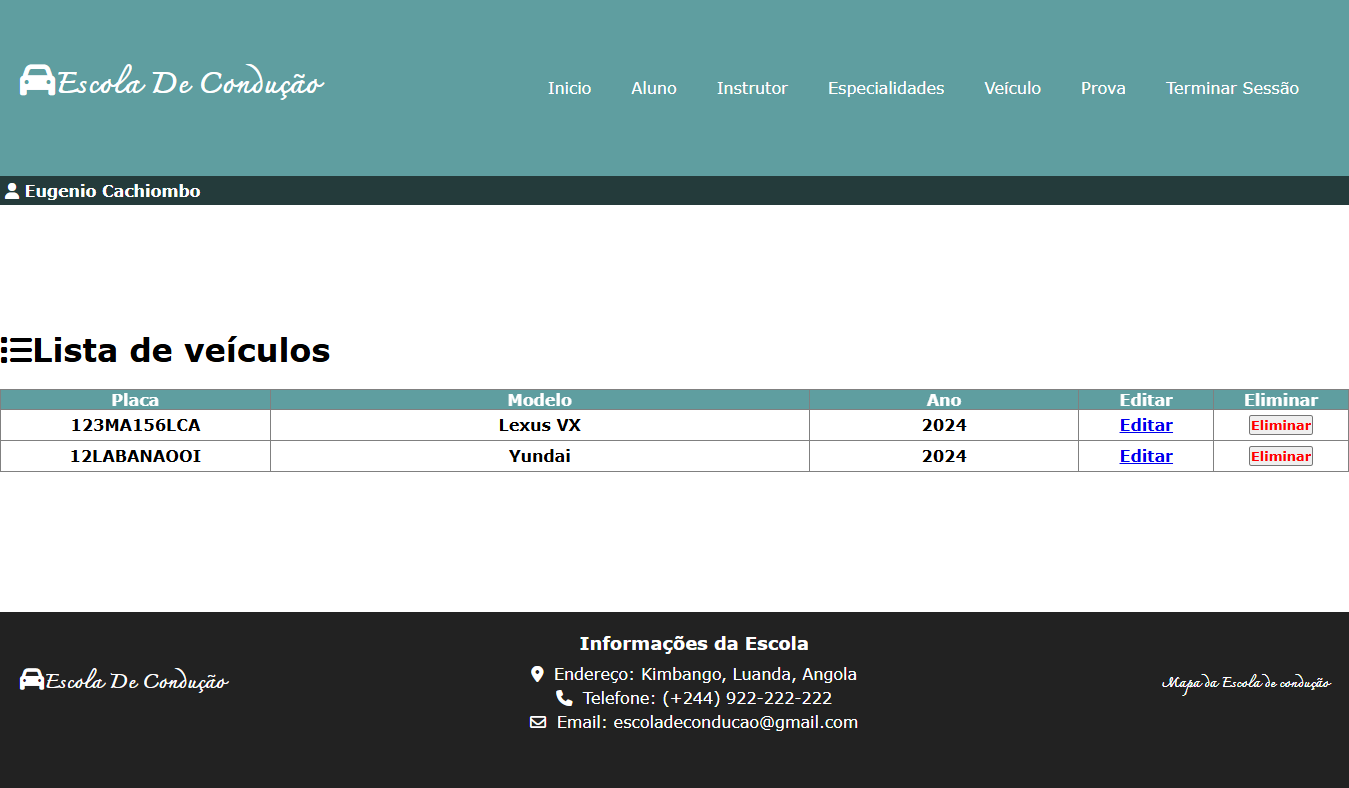 Escola De Condução
Inicio Aluno Instrutor Especialidades Veículo Prova Terminar Sessão
Eugenio Cachiombo
Lista de veículos
Placa Modelo Ano Editar Eliminar
123MA156LCA Lexus VX 2024 Editar Eliminar
12LABANAOOI Yundai 2024 Editar Eliminar
Informações da Escola
Escola De Condução
Endereço: Kimbango, Luanda, Angola
Telefone: (+244) 922-222-222
Email: escoladeconducao@gmail.com
Mapa da Escola de condução